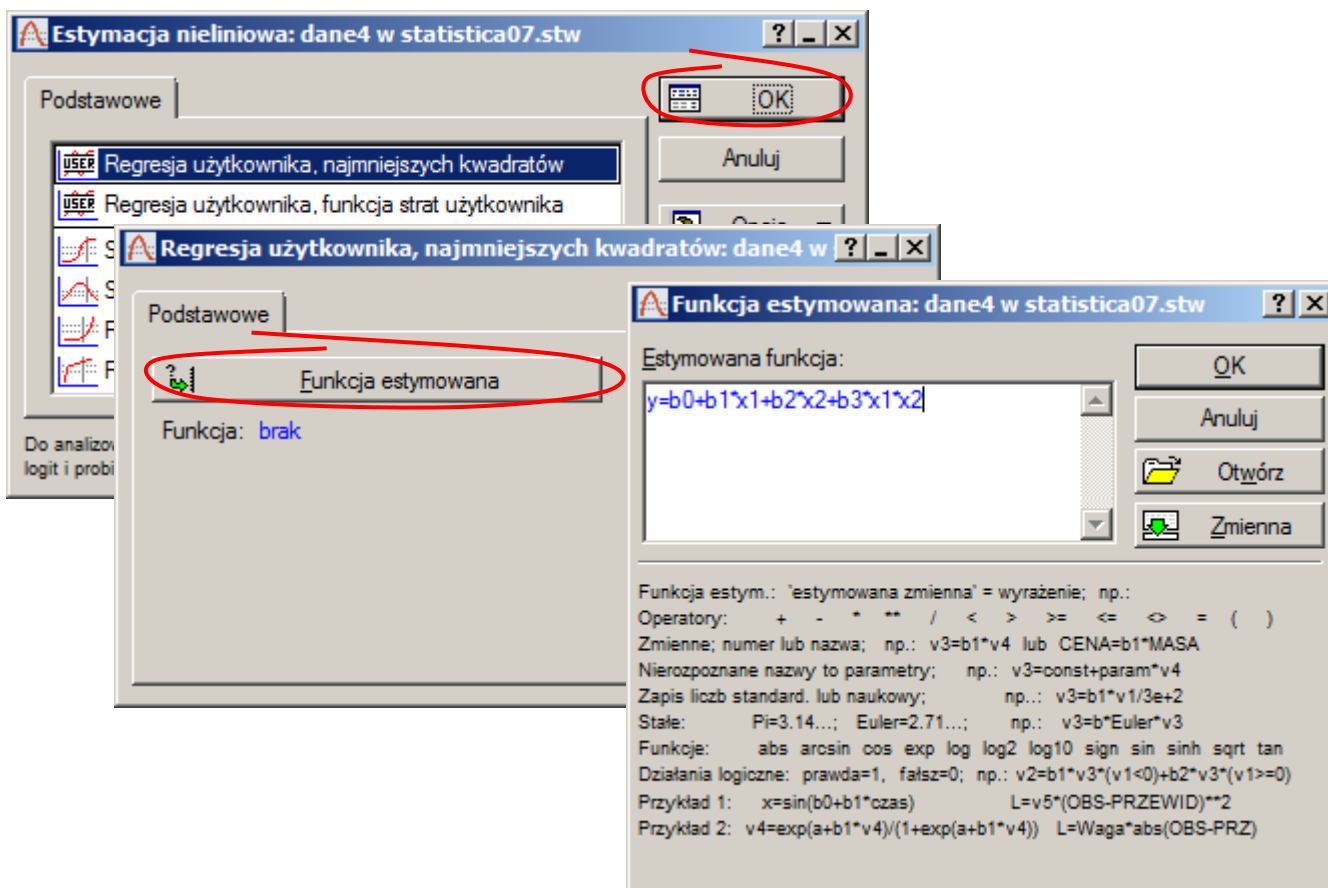 Estymacja nieliniowa: dane4 w statistica07.stw
Podstawowe
OK
Anuluj
USER Regresja użytkownika, najmniejszych kwadratów
USER Regresja użytkownika, funkcja strat użytkownika
Do analizow
logit i probi
Regresja użytkownika, najmniejszych kwadratów: dane4 w
Podstawowe
Funkcja estymowana
Funkcja: brak
Funkcja estymowana: dane4 w statistica07.stw
Estymowana funkcja:
y=b0+b1*x1+b2*x2+b3*x1*x2
OK
Anuluj
Otwórz
Zmienna
Funkcja estym.: "estymowana zmienna" = wyrażenie; np.:
Operatory: + - * ** / < > >= <= <> = ( )
Zmienne; numer lub nazwa; np.: v3=b1*v4 lub CENA=b1*MASA
Nierozpoznane nazwy to parametry; np.: v3=const+param*v4
Zapis liczb standard. lub naukowy; np..: v3=b1*v1/3e+2
Stałe: Pi=3.14...; Euler=2.71...; np.: v3=b*Euler*v3
Funkcje: abs arcsin cos exp log log2 log10 sign sin sinh sqrt tan
Działania logiczne: prawda=1, fałsz=0; np.: v2=b1*v3*(v1<0)+b2*v3*(v1>=0)
Przykład 1: x=sin(b0+b1*czas) L=v5*(OBS-PRZEWID)**2
Przykład 2: v4=exp(a+b1*v4)/(1+exp(a+b1*v4)) L=Waga*abs(OBS-PRZ)